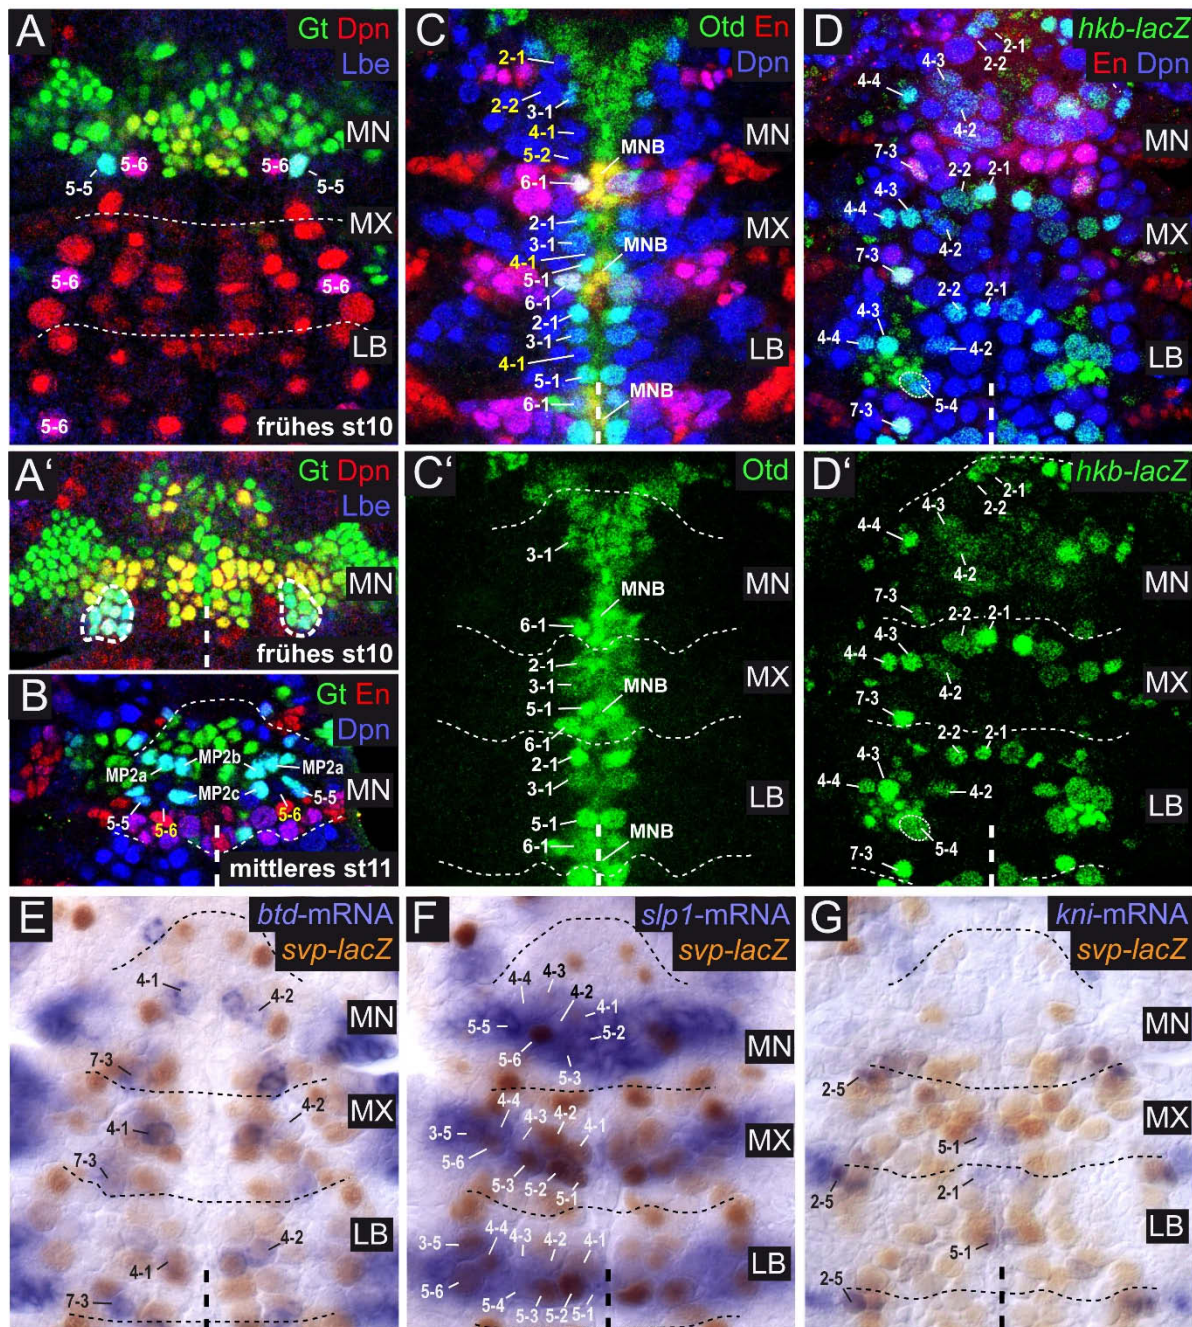 A
Gt Dpn
Lbe
MN
5-6
5-6
5-5
5-5
MX
5-6
5-6
LB
5-6
frühes st10
A'
Gt Dpn
Lbe
MN
frühes st10
B
Gt En
Dpn
MP2b
MP2a
MP2a
MP2c
MN
5-5
5-5
5-6
5-6
mittleres st11
C
Otd En
Dpn
2-1
2-2
3-1
MN
4-1
5-2
MNB
6-1
2-1
MX
3-1
MNB
4-1
5-1
6-1
2-1
3-1
LB
4-1
5-1
MNB
6-1
C'
Otd
3-1
MN
MNB
6-1
2-1
MX
3-1
MNB
5-1
6-1
2-1
3-1
LB
5-1
MNB
6-1
D
hkb-lacZ
En Dpn
2-1
2-2
4-3
4-4
MN
4-2
7-3
2-2
2-1
4-3
4-4
MX
4-2
7-3
2-2
2-1
4-3
4-4
4-2
LB
5-4
7-3
D'
hkb-lacZ
2-1
2-2
4-3
4-4
4-2
MN
7-3
2-2
2-1
4-3
4-4
MX
4-2
7-3
2-2
2-1
4-3
4-4
4-2
LB
5-4
7-3
E
btd-mRNA
svp-lacZ
4-1
4-2
MN
7-3
MX
4-2
4-1
7-3
LB
4-2
4-1
7-3
F
slp1-mRNA
svp-lacZ
4-3
4-4
4-2
4-1
5-5
5-2
MN
5-6
5-3
4-4
4-2
4-3
4-1
MX
3-5
5-6
5-3
5-2
5-1
4-4
4-3
4-2
4-1
3-5
LB
5-6
5-4
5-3
5-2
5-1
G
kni-mRNA
svp-lacZ
MN
2-5
MX
5-1
2-5
2-1
LB
5-1
2-5